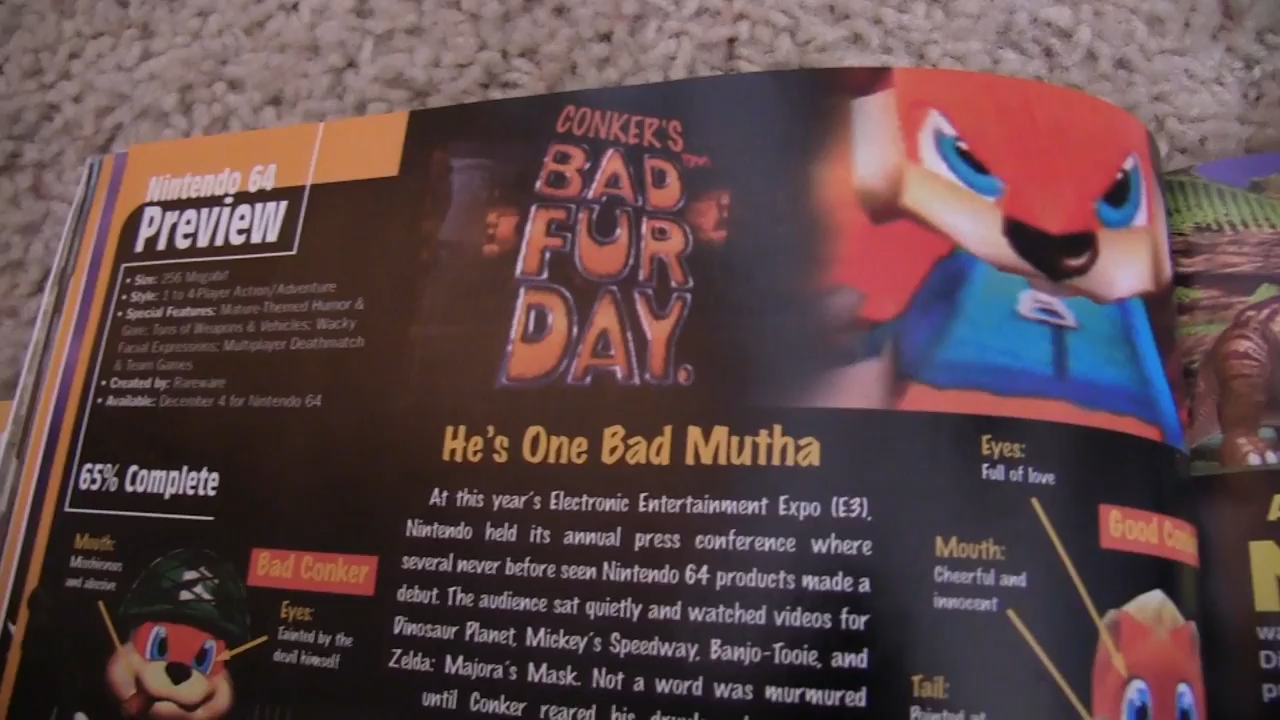 Nintendo 64
Preview
• Size: 256 Megabit
• Style: 1 to 4-Player Action/Adventure
• Special Features: Mature-Themed Humor &
Gore; Tons of Weapons & Vehicles; Wacky
Facial Expressions; Multiplayer Deathmatch
& Team Games
• Created by: Rareware
• Available: December 4 for Nintendo 64
65% Complete
CONKER'S
BAD
FUR
DAY.
TM
He's One Bad Mutha
At this year's Electronic Entertainment Expo (E3),
Nintendo held its annual press conference where
several never before seen Nintendo 64 products made a
debut. The audience sat quietly and watched videos for
Dinosaur Planet, Mickey's Speedway, Banjo-Tooie, and
Zelda: Majora's Mask. Not a word was murmured
until Conker reared his
Mouth:
Mischievous
and abusive
Bad Conker
Eyes:
Tainted by the
devil himself
Eyes:
Full of love
Good
Mouth:
Cheerful and
innocent
Tail:
Pointed at